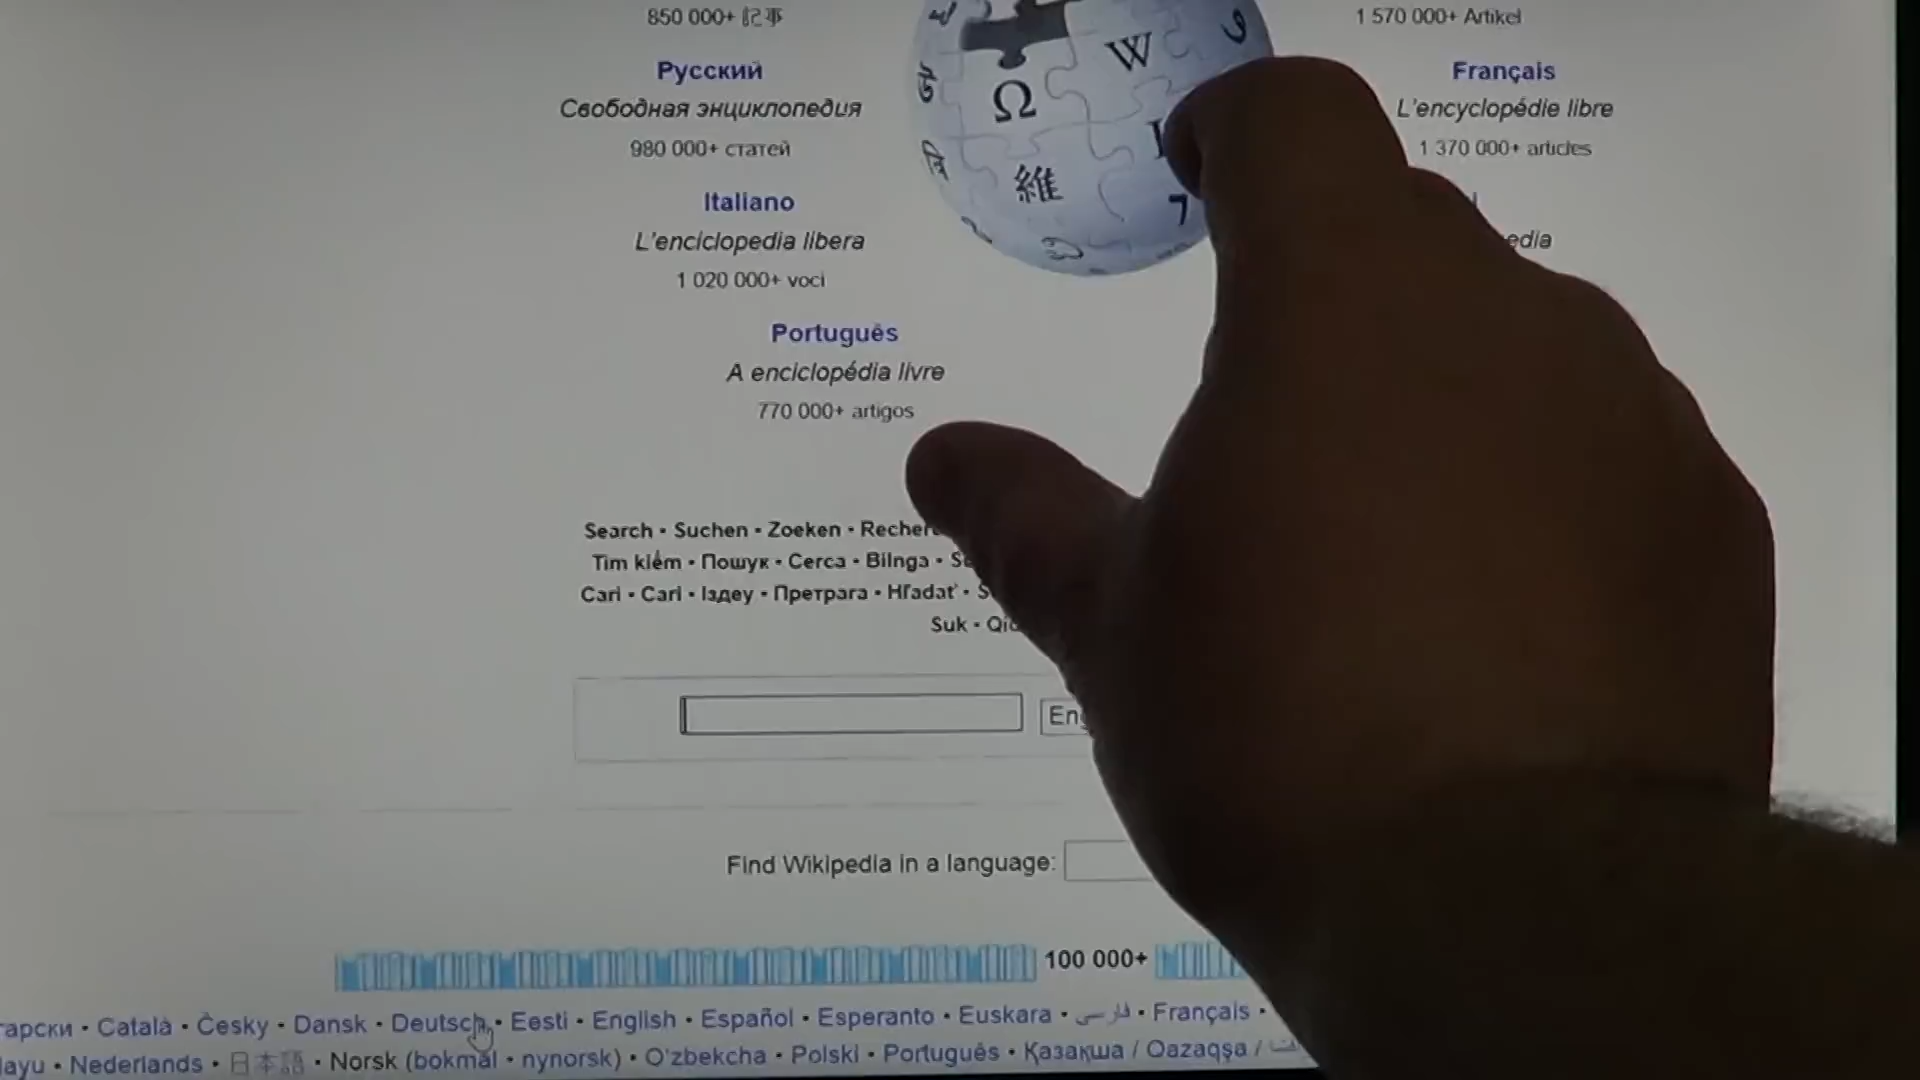 850 000+ 記事
1 570 000+ Artikel
Русский
Свободная энциклопедия
980 000+ статей
Français
L'encyclopédie libre
1 370 000+ articles
Ω W 維 7
Italiano
L'enciclopedia libera
1 020 000+ voci
Português
A enciclopédia livre
770 000+ artigos
Search • Suchen • Zoeken •
Tìm kiếm • Пошук • Cerca • Bilnga •
Cari • Cari • Іздеу • Претрага • Hľadať •
Suk •
Find Wikipedia in a language:
100 000+
• Català • Česky • Dansk • Deutsch • Eesti • English • Español • Esperanto • Euskara • فارسی • Français •
• Nederlands • 日本語 • Norsk (bokmål • nynorsk) • O'zbekcha • Polski • Português • Қазақша / Qazaqşa /